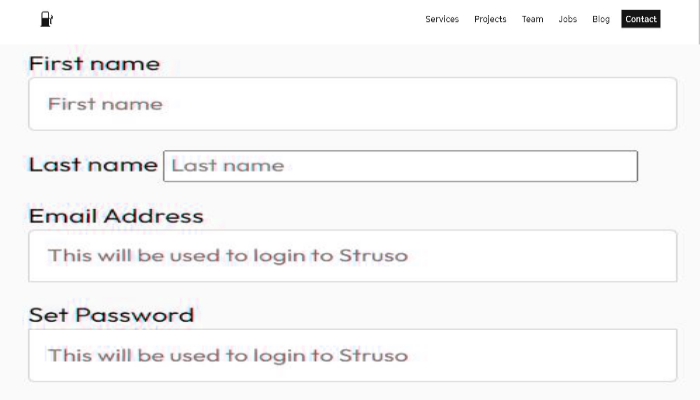 Services Projects Team Jobs Blog Contact
First name
First name
Last name Last name
Email Address
This will be used to login to Struso
Set Password
This will be used to login to Struso